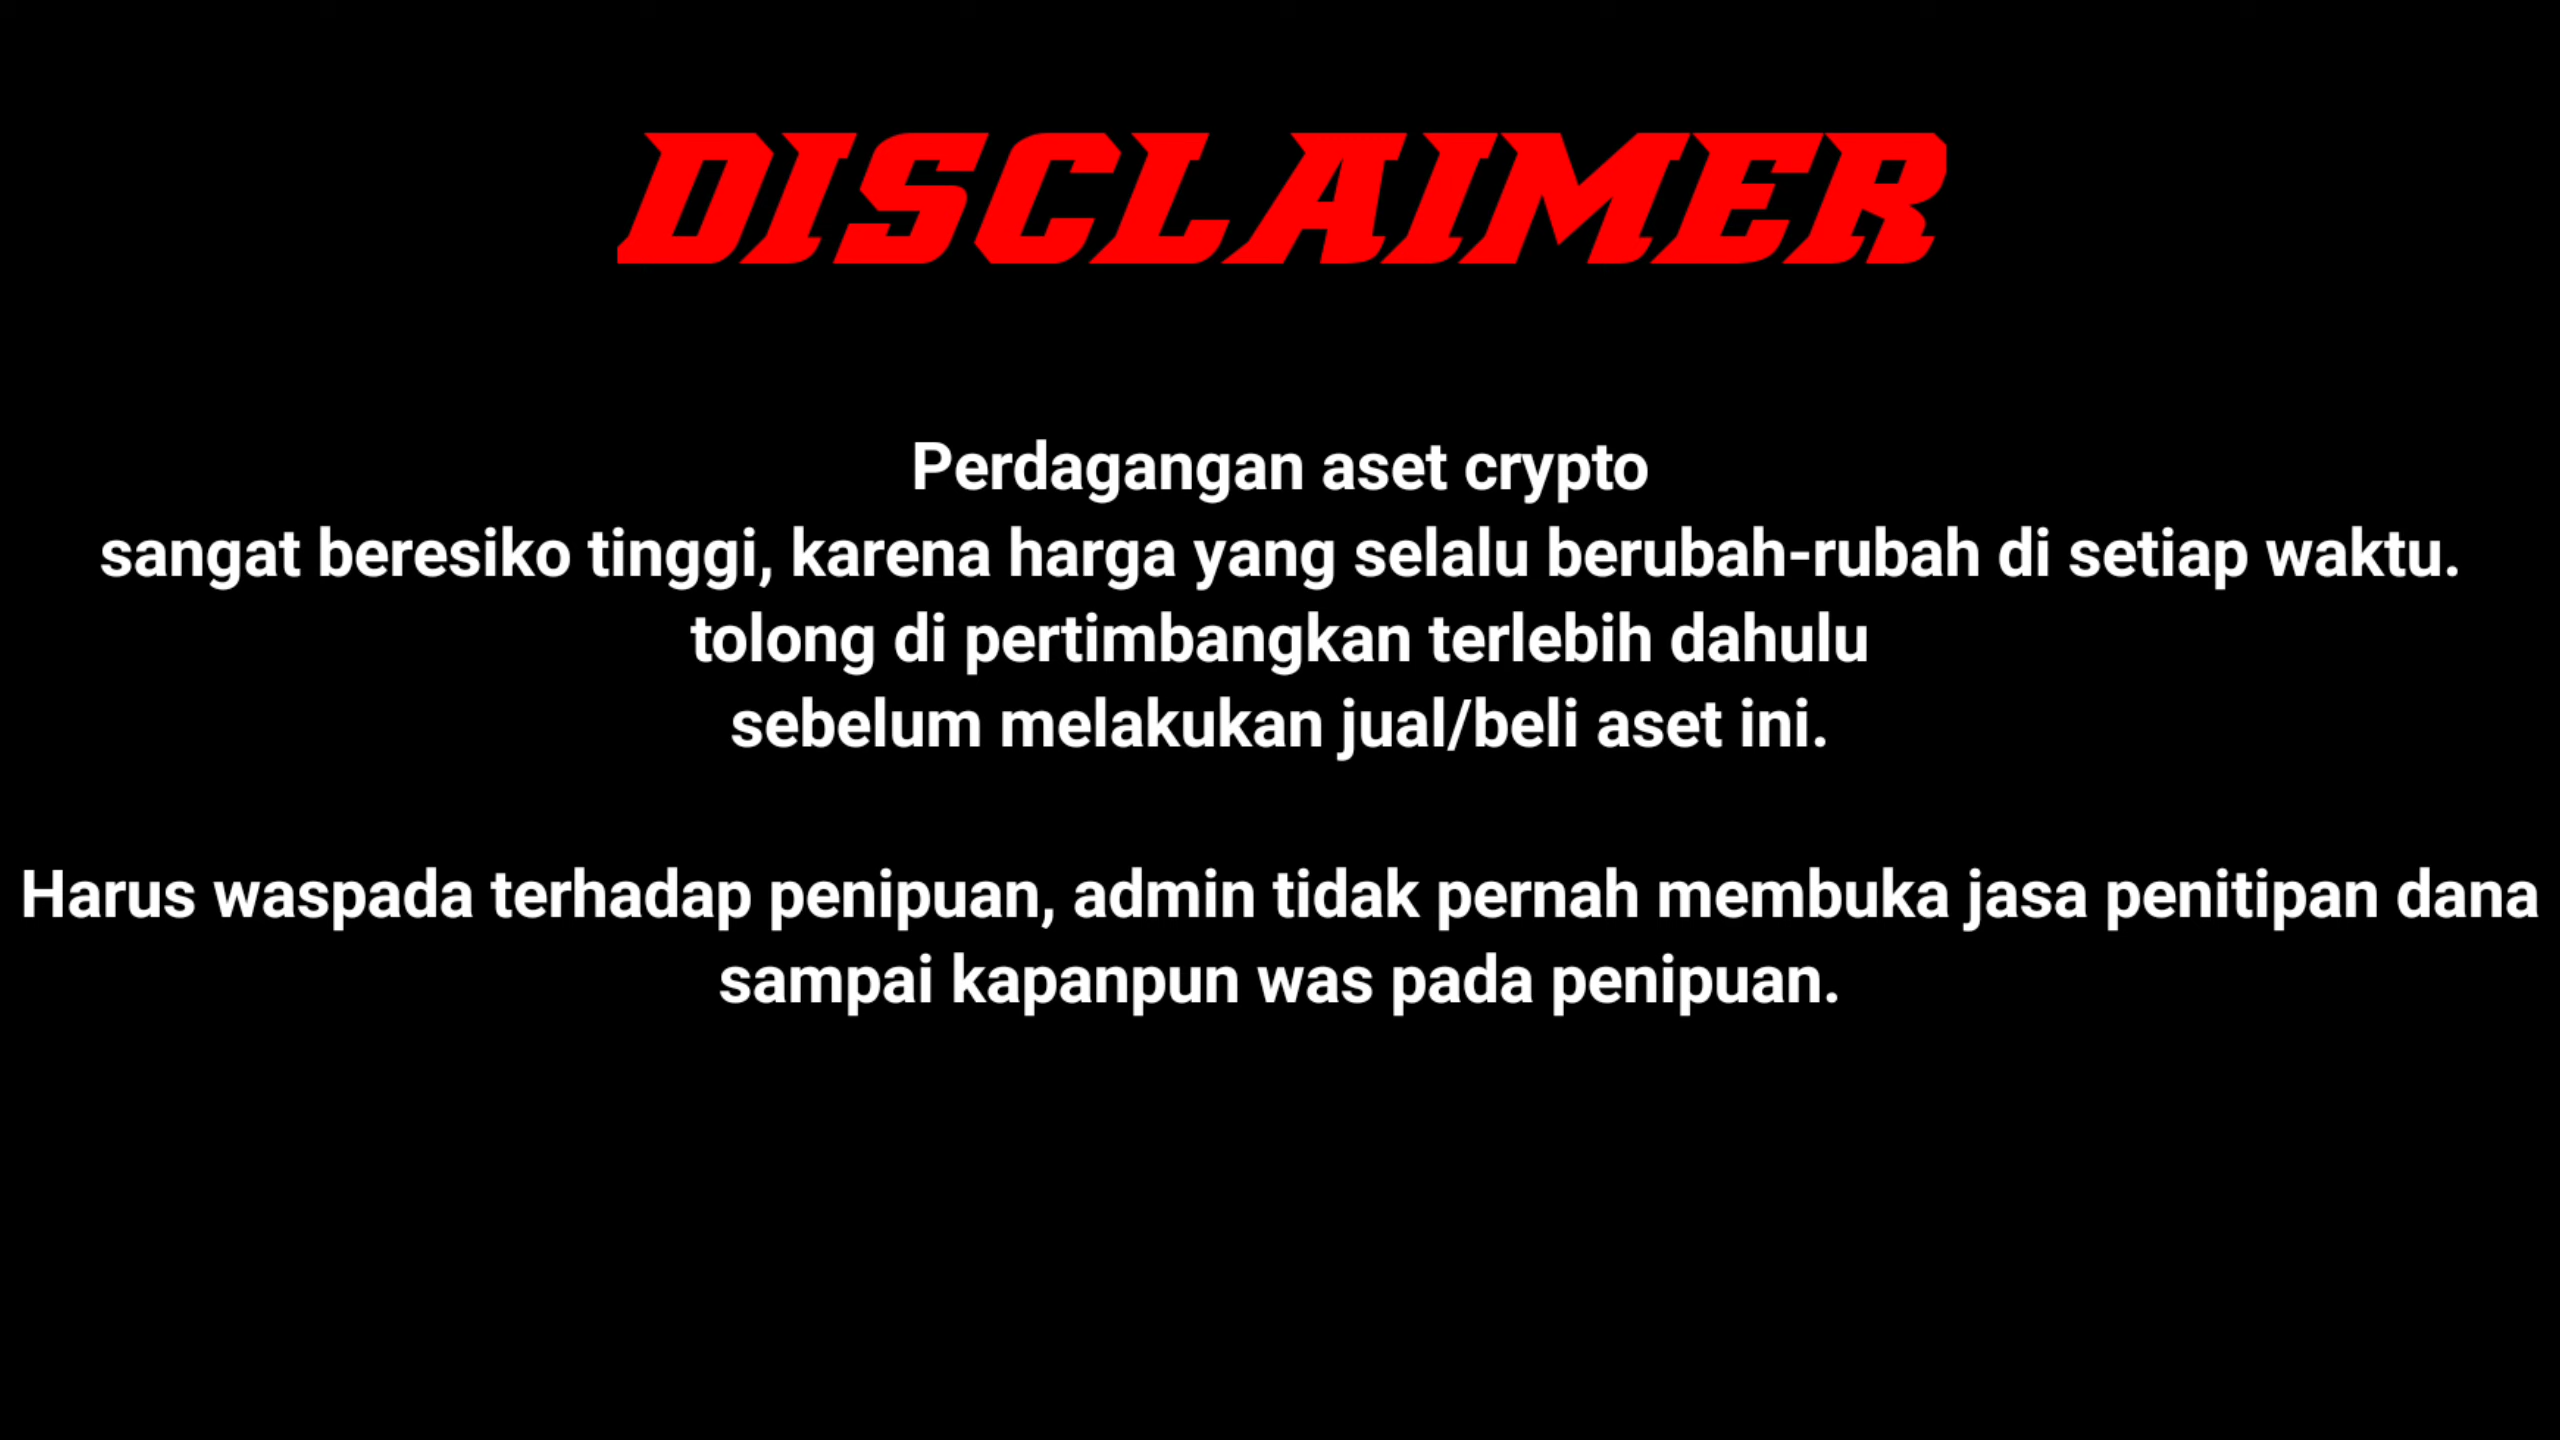 DISCLAIMER
Perdagangan aset crypto
sangat beresiko tinggi, karena harga yang selalu berubah-rubah di setiap waktu.
tolong di pertimbangkan terlebih dahulu
sebelum melakukan jual/beli aset ini.
Harus waspada terhadap penipuan, admin tidak pernah membuka jasa penitipan dana
sampai kapanpun was pada penipuan.